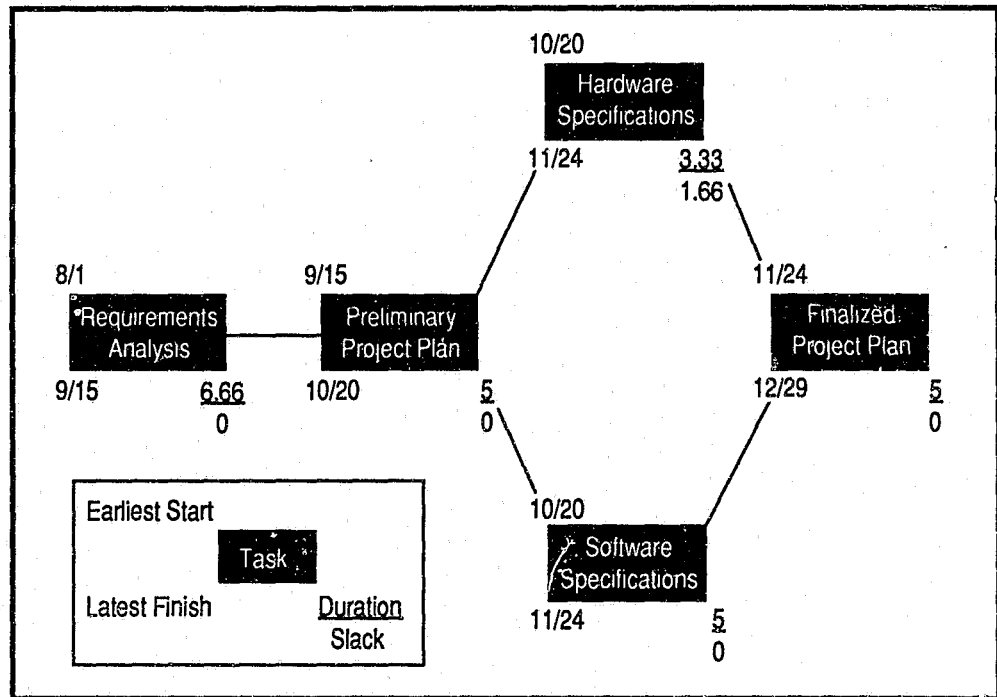 10/20
Hardware
Specifications
11/24
3.33
1.66
8/1
Requirements
Analysis
9/15
6.66
0
9/15
Preliminary
Project Plan
10/20
5
0
11/24
Finalized
Project Plan
12/29
5
0
10/20
Software
Specifications
11/24
5
0
Earliest Start
Task
Latest Finish
Duration
Slack